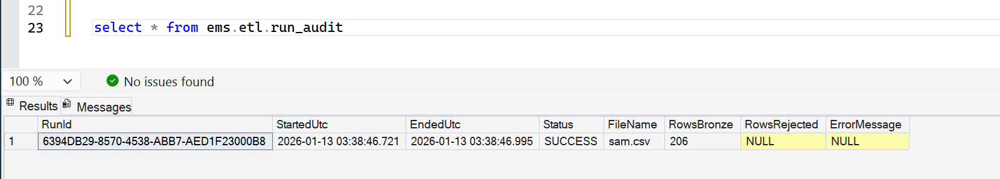 22
23 select * from ems.etl.run_audit
100 % No issues found
Results Messages
RunId StartedUtc EndedUtc Status FileName RowsBronze RowsRejected ErrorMessage
1 6394DB29-8570-4538-ABB7-AED1F23000B8 2026-01-13 03:38:46.721 2026-01-13 03:38:46.995 SUCCESS sam.csv 206 NULL NULL